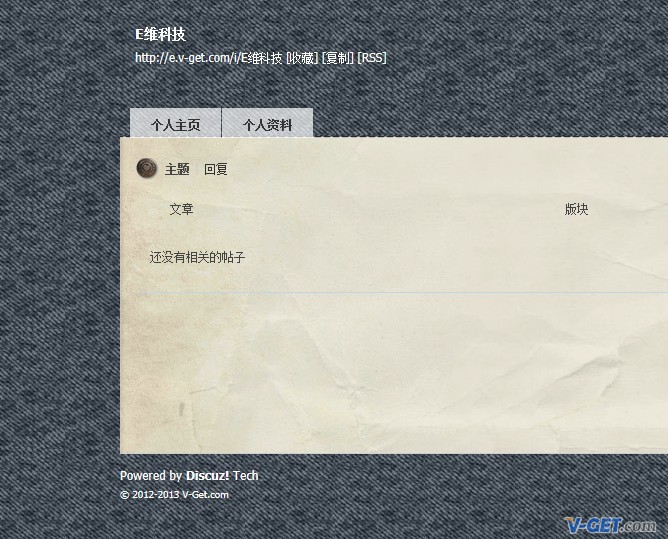 E维科技
http://e.v-get.com/i/E维科技 [收藏] [复制] [RSS]
个人主页 个人资料
主题 回复
文章 版块
还没有相关的帖子
Powered by Discuz! Tech
© 2012-2013 V-Get.com
V-GET.com